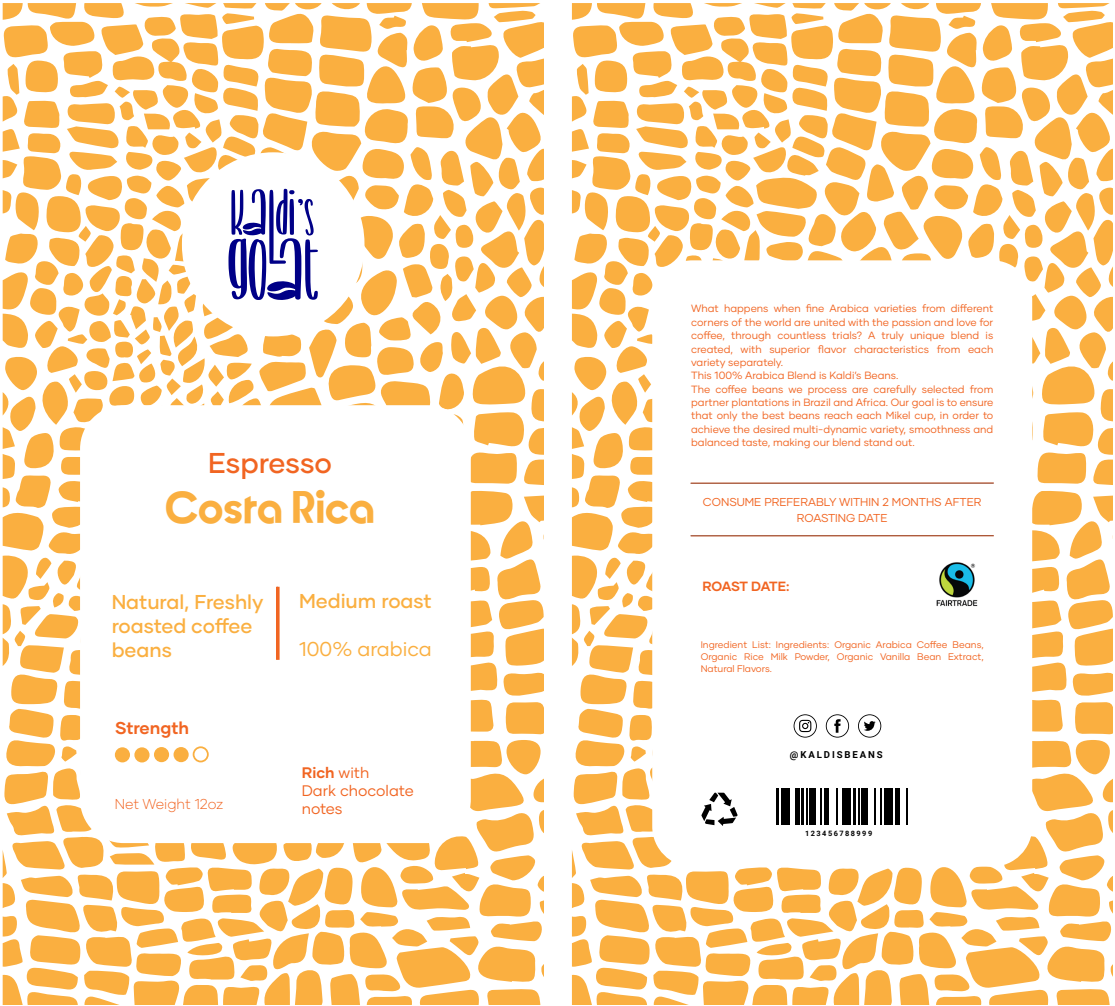 Kaldi's
goat
Espresso
Costa Rica
Natural, Freshly
roasted coffee
beans
Medium roast
100% arabica
Strength
Net Weight 12oz
Rich with
Dark chocolate
notes
What happens when fine Arabica varieties from different
corners of the world are united with the passion and love for
coffee, through countless trials? A truly unique blend is
created, with superior flavor characteristics from each
variety separately.
This 100% Arabica Blend is Kaldi's Beans.
The coffee beans we process are carefully selected from
partner plantations in Brazil and Africa. Our goal is to ensure
that only the best beans reach each Mikel cup, in order to
achieve the desired multi-dynamic variety, smoothness and
balanced taste, making our blend stand out.
CONSUME PREFERABLY WITHIN 2 MONTHS AFTER
ROASTING DATE
ROAST DATE:
®
FAIRTRADE
Ingredient List: Ingredients: Organic Arabica Coffee Beans,
Organic Rice Milk Powder, Organic Vanilla Bean Extract,
Natural Flavors.
@KALDISBEANS
123456788999